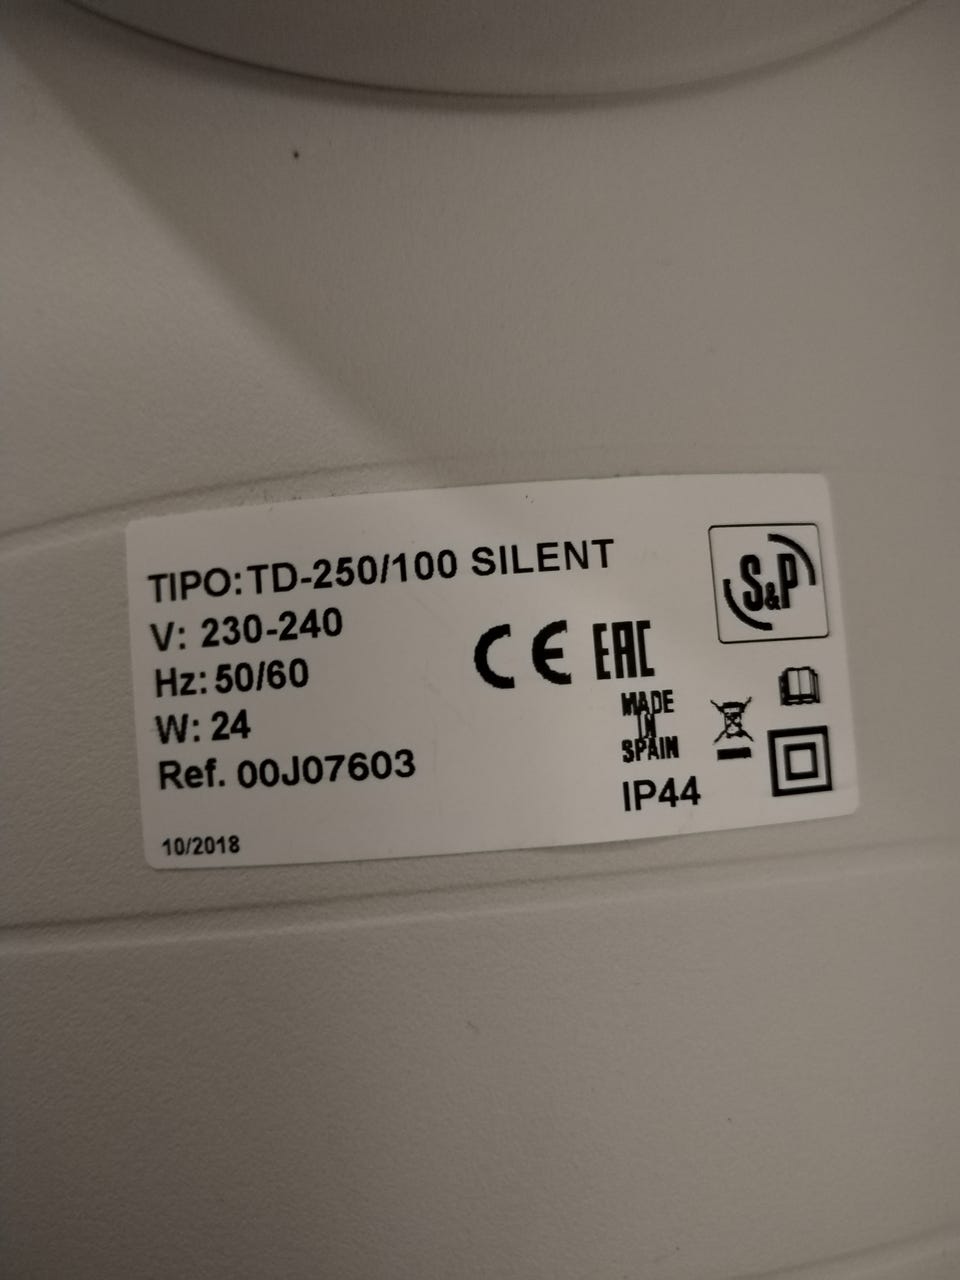 TIPO: TD-250/100 SILENT
V: 230-240
Hz: 50/60
W: 24
Ref. 00J07603
10/2018
CE EAC
MADE
IN
SPAIN
IP44
S&P